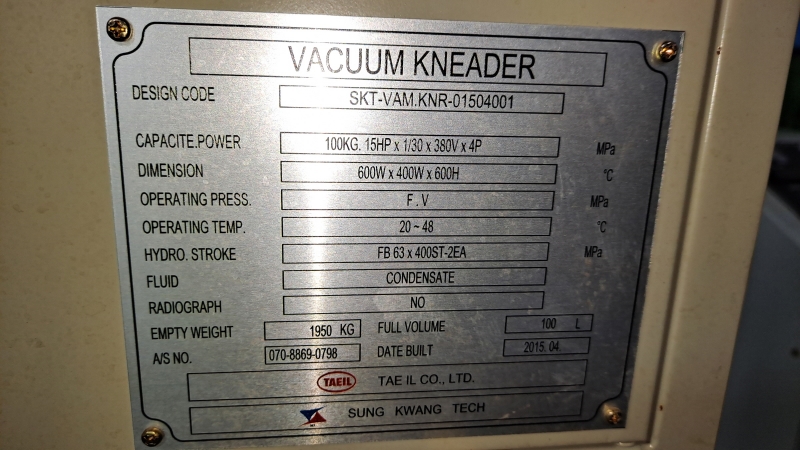 VACUUM KNEADER
DESIGN CODE SKT-VAM.KNR-01504001
CAPACITE.POWER 100KG. 15HP x 1/30 x 380V x 4P MPa
DIMENSION 600W x 400W x 600H °C
OPERATING PRESS. F . V MPa
OPERATING TEMP. 20 ~ 48 °C
HYDRO. STROKE FB 63 x 400ST-2EA MPa
FLUID CONDENSATE
RADIOGRAPH NO
EMPTY WEIGHT 1950 KG FULL VOLUME 100 L
A/S NO. 070-8869-0798 DATE BUILT 2015. 04.
TAEIL TAE IL CO., LTD.
SUNG KWANG TECH